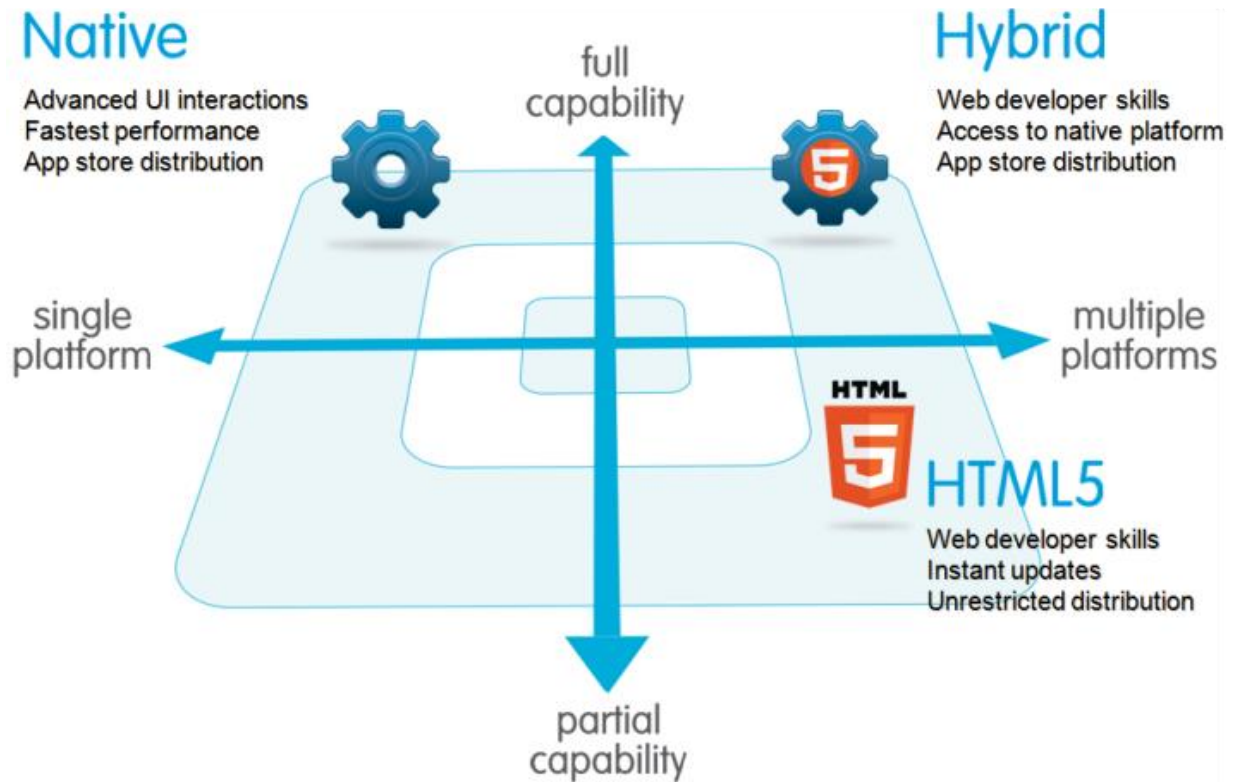 Native
Advanced UI interactions
Fastest performance
App store distribution
full
capability
Hybrid
Web developer skills
Access to native platform
App store distribution
5
single
platform
multiple
platforms
HTML
5
HTML5
Web developer skills
Instant updates
Unrestricted distribution
partial
capability